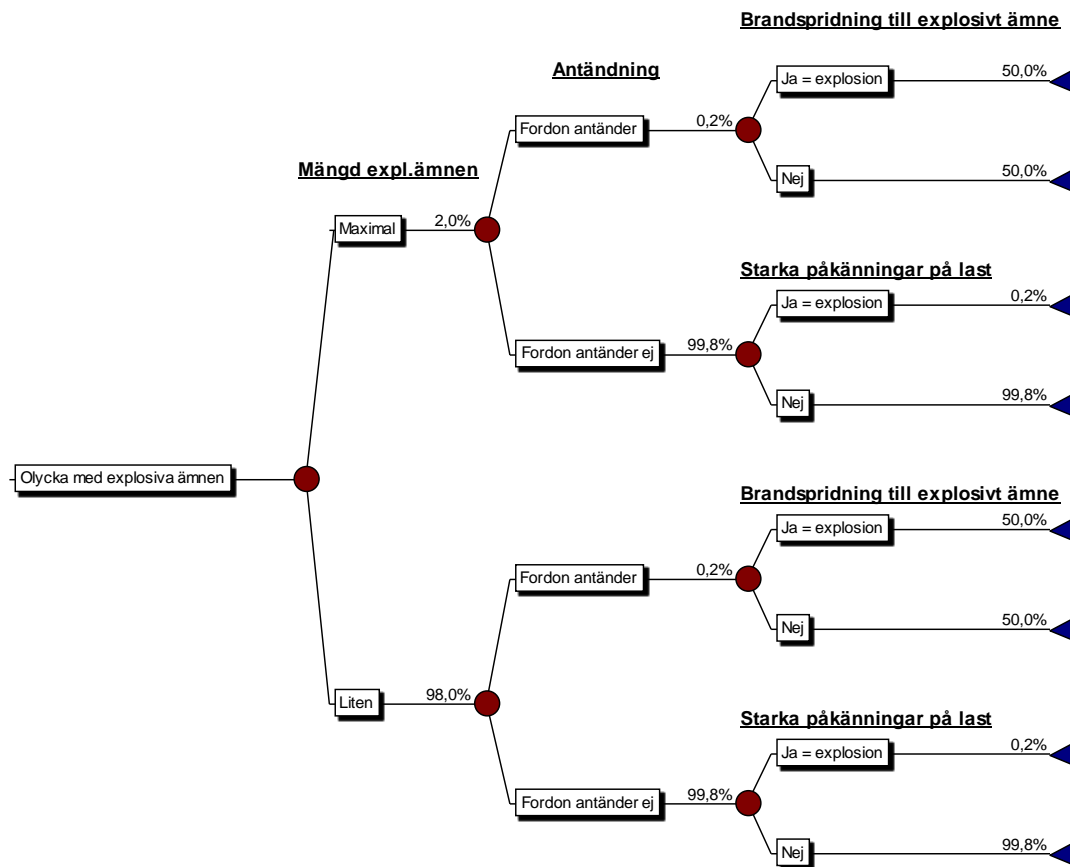 Brandspridning till explosivt ämne
Ja = explosion 50,0%
Antändning
Fordon antänder 0,2%
Mängd expl.ämnen
Nej 50,0%
Maximal 2,0%
Starka påkänningar på last
Ja = explosion 0,2%
Fordon antänder ej 99,8%
Nej 99,8%
Olycka med explosiva ämnen
Brandspridning till explosivt ämne
Ja = explosion 50,0%
Fordon antänder 0,2%
Nej 50,0%
Liten 98,0%
Starka påkänningar på last
Ja = explosion 0,2%
Fordon antänder ej 99,8%
Nej 99,8%